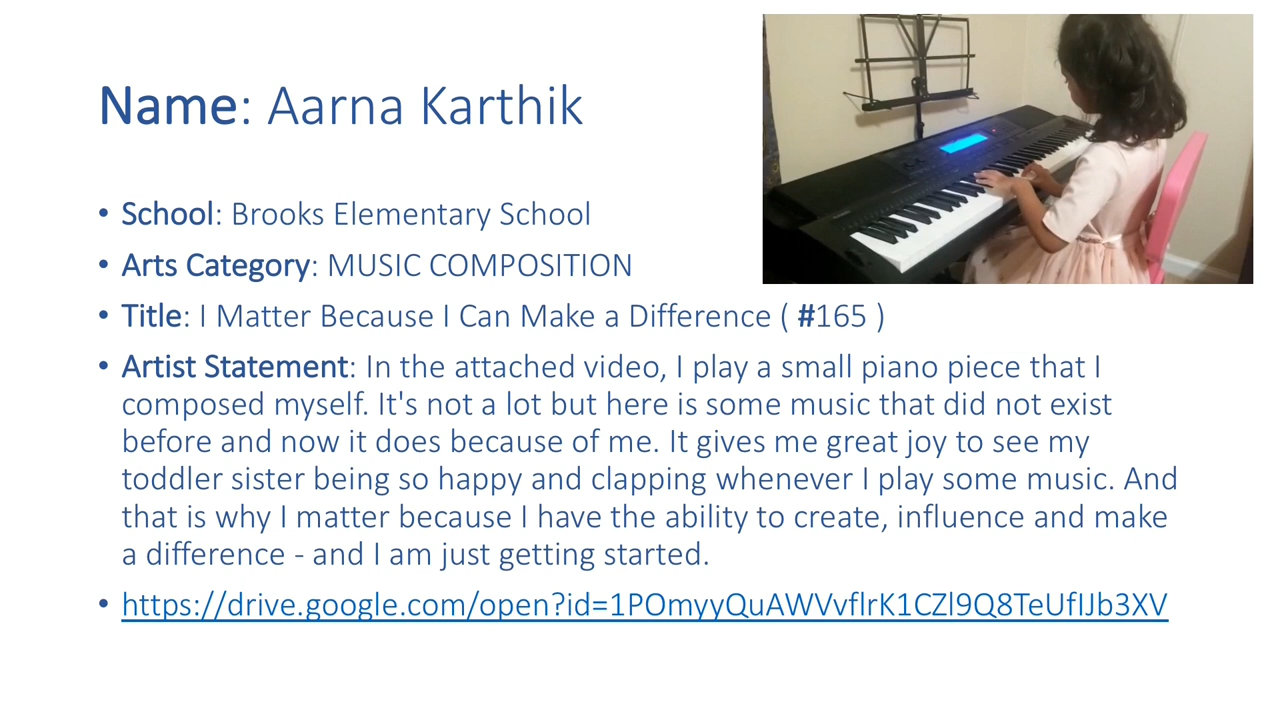 Name: Aarna Karthik
• School: Brooks Elementary School
• Arts Category: MUSIC COMPOSITION
• Title: I Matter Because I Can Make a Difference ( #165 )
• Artist Statement: In the attached video, I play a small piano piece that I
composed myself. It's not a lot but here is some music that did not exist
before and now it does because of me. It gives me great joy to see my
toddler sister being so happy and clapping whenever I play some music. And
that is why I matter because I have the ability to create, influence and make
a difference - and I am just getting started.
• https://drive.google.com/open?id=1POmyyQuAWVvflrK1CZl9Q8TeUfIJb3XV